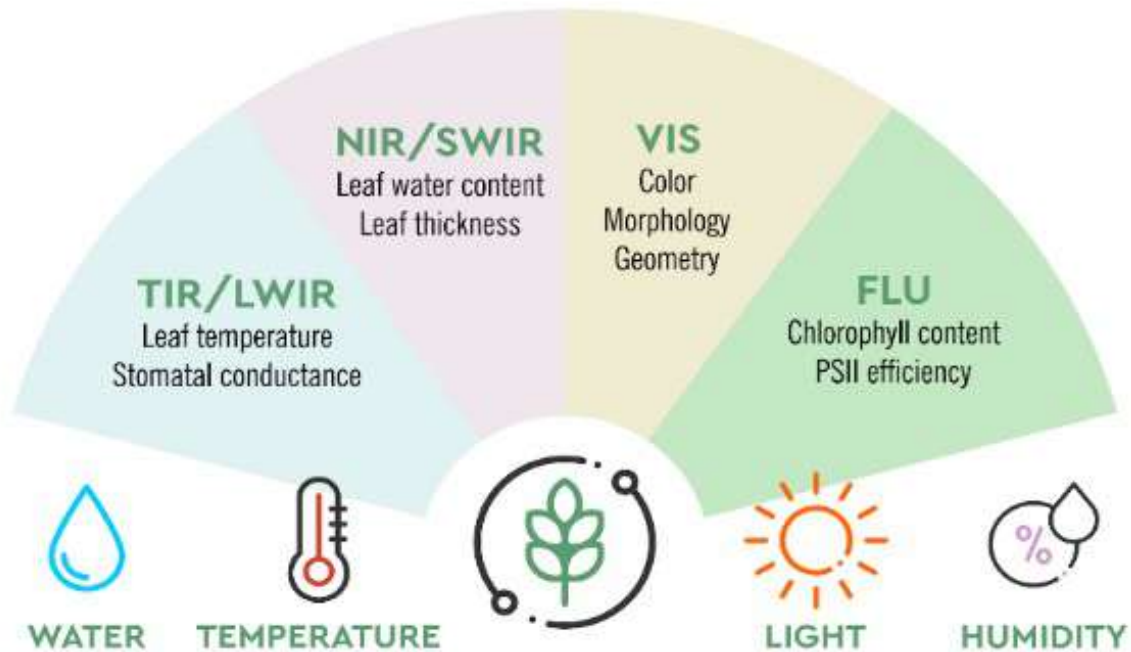 NIR/SWIR
Leaf water content
Leaf thickness
VIS
Color
Morphology
Geometry
TIR/LWIR
Leaf temperature
Stomatal conductance
FLU
Chlorophyll content
PSII efficiency
%
WATER
TEMPERATURE
LIGHT
HUMIDITY